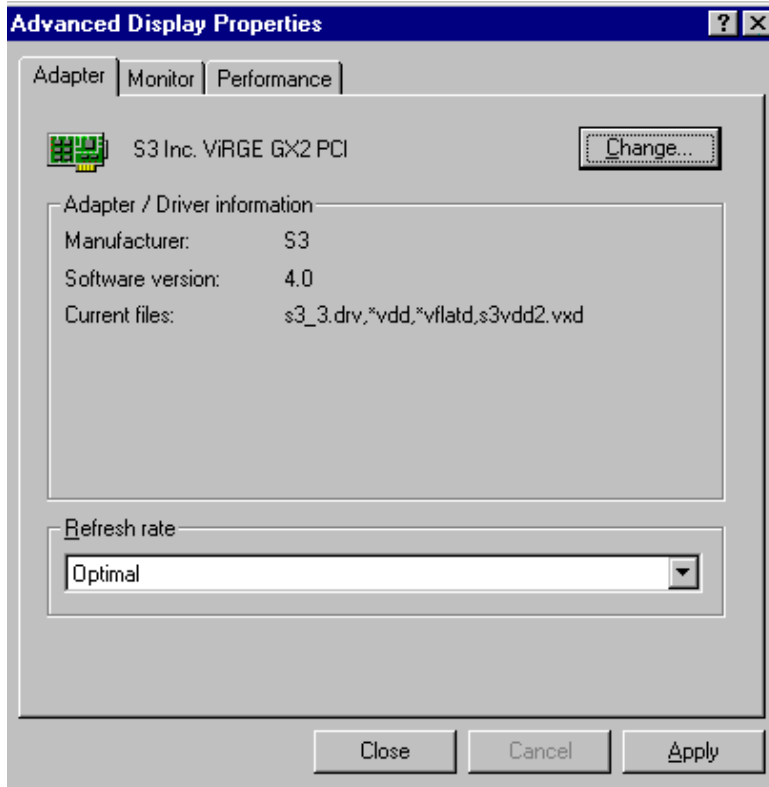 Advanced Display Properties
Adapter Monitor Performance
S3 Inc. ViRGE GX2 PCI Change...
Adapter / Driver information
Manufacturer: S3
Software version: 4.0
Current files: s3_3.drv,*vdd,*vflatd,s3vdd2.vxd
Refresh rate
Optimal
Close Cancel Apply